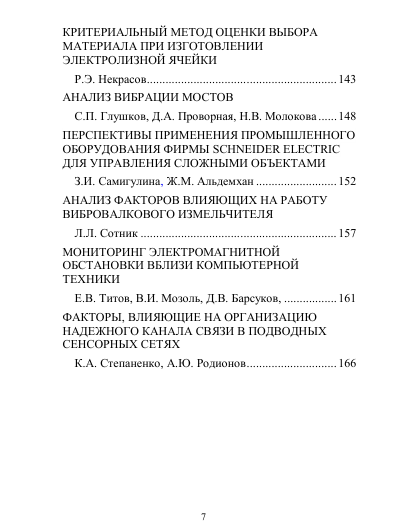 КРИТЕРИАЛЬНЫЙ МЕТОД ОЦЕНКИ ВЫБОРА
МАТЕРИАЛА ПРИ ИЗГОТОВЛЕНИИ
ЭЛЕКТРОЛИЗНОЙ ЯЧЕЙКИ
Р.Э. Некрасов.............................................................. 143
АНАЛИЗ ВИБРАЦИИ МОСТОВ
С.П. Глушков, Д.А. Проворная, Н.В. Молокова ...... 148
ПЕРСПЕКТИВЫ ПРИМЕНЕНИЯ ПРОМЫШЛЕННОГО
ОБОРУДОВАНИЯ ФИРМЫ SCHNEIDER ELECTRIC
ДЛЯ УПРАВЛЕНИЯ СЛОЖНЫМИ ОБЪЕКТАМИ
З.И. Самигулина, Ж.М. Альдемхан .......................... 152
АНАЛИЗ ФАКТОРОВ ВЛИЯЮЩИХ НА РАБОТУ
ВИБРОВАЛКОВОГО ИЗМЕЛЬЧИТЕЛЯ
Л.Л. Сотник ................................................................ 157
МОНИТОРИНГ ЭЛЕКТРОМАГНИТНОЙ
ОБСТАНОВКИ ВБЛИЗИ КОМПЬЮТЕРНОЙ
ТЕХНИКИ
Е.В. Титов, В.И. Мозоль, Д.В. Барсуков, ................. 161
ФАКТОРЫ, ВЛИЯЮЩИЕ НА ОРГАНИЗАЦИЮ
НАДЕЖНОГО КАНАЛА СВЯЗИ В ПОДВОДНЫХ
СЕНСОРНЫХ СЕТЯХ
К.А. Степаненко, А.Ю. Родионов............................. 166
7